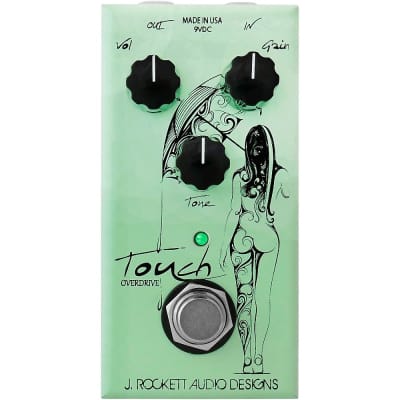 OUT
MADE IN USA
9VDC
IN
Vol
Gain
Tone
Touch
OVERDRIVE
J. ROCKETT AUDIO DESIGNS